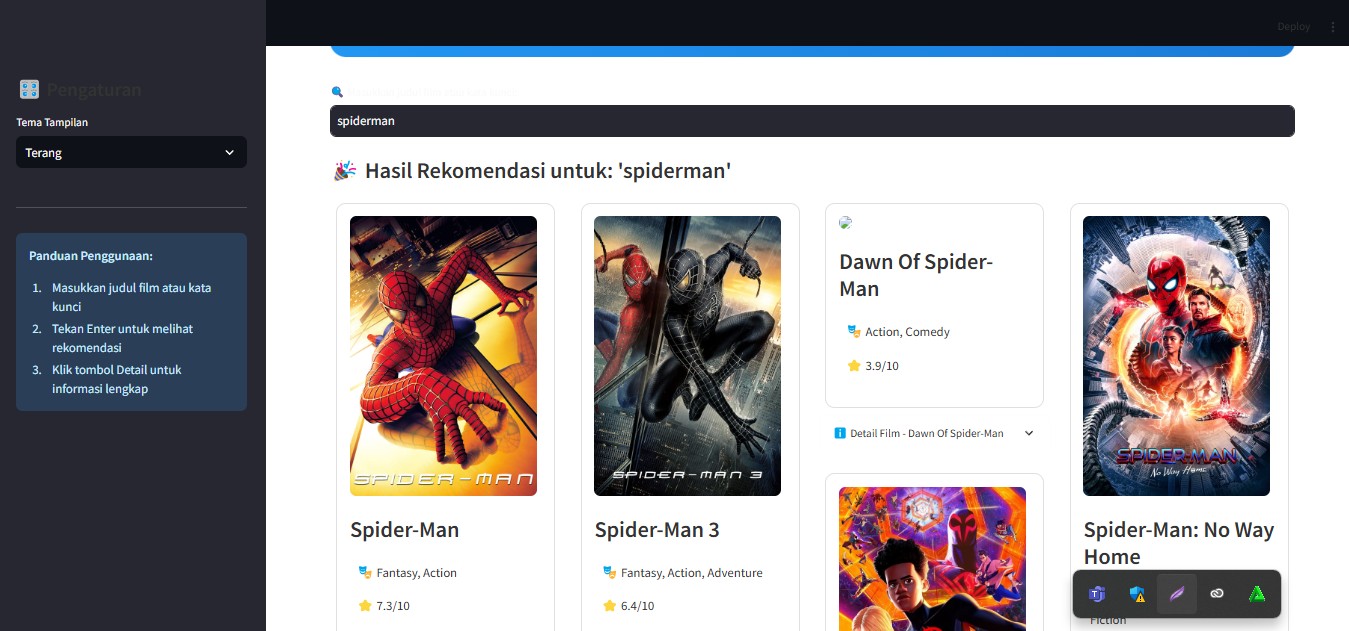 Deploy
Pengaturan
Tema Tampilan
Terang
Panduan Penggunaan:
1. Masukkan judul film atau kata
kunci
2. Tekan Enter untuk melihat
rekomendasi
3. Klik tombol Detail untuk
informasi lengkap
spiderman
Hasil Rekomendasi untuk: 'spiderman'
SPIDER-MAN
Spider-Man
Fantasy, Action
7.3/10
SPIDER-MAN 3
Spider-Man 3
Fantasy, Action, Adventure
6.4/10
Dawn Of Spider-
Man
Action, Comedy
3.9/10
Detail Film - Dawn Of Spider-Man
SPIDER-MAN
No Way Home
Spider-Man: No Way
Home
Fiction